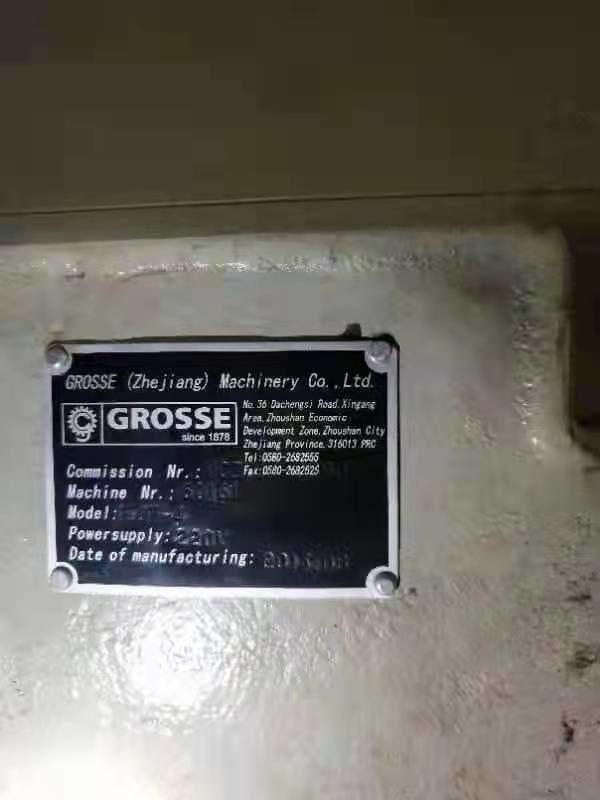 GROSSE (Zhejiang) Machinery Co.,Ltd.
GROSSE
since 1878
No.36 Dachengsi Road,Xingang
Area,Zhoushan Economic
Development Zone,Zhoushan City
Zhejiang Province,316013 PRC
Tel:0580-2682555
Fax:0580-2682525
Commission Nr.:
Machine Nr.:
Model:
Powersupply:220V
Date of manufacturing: